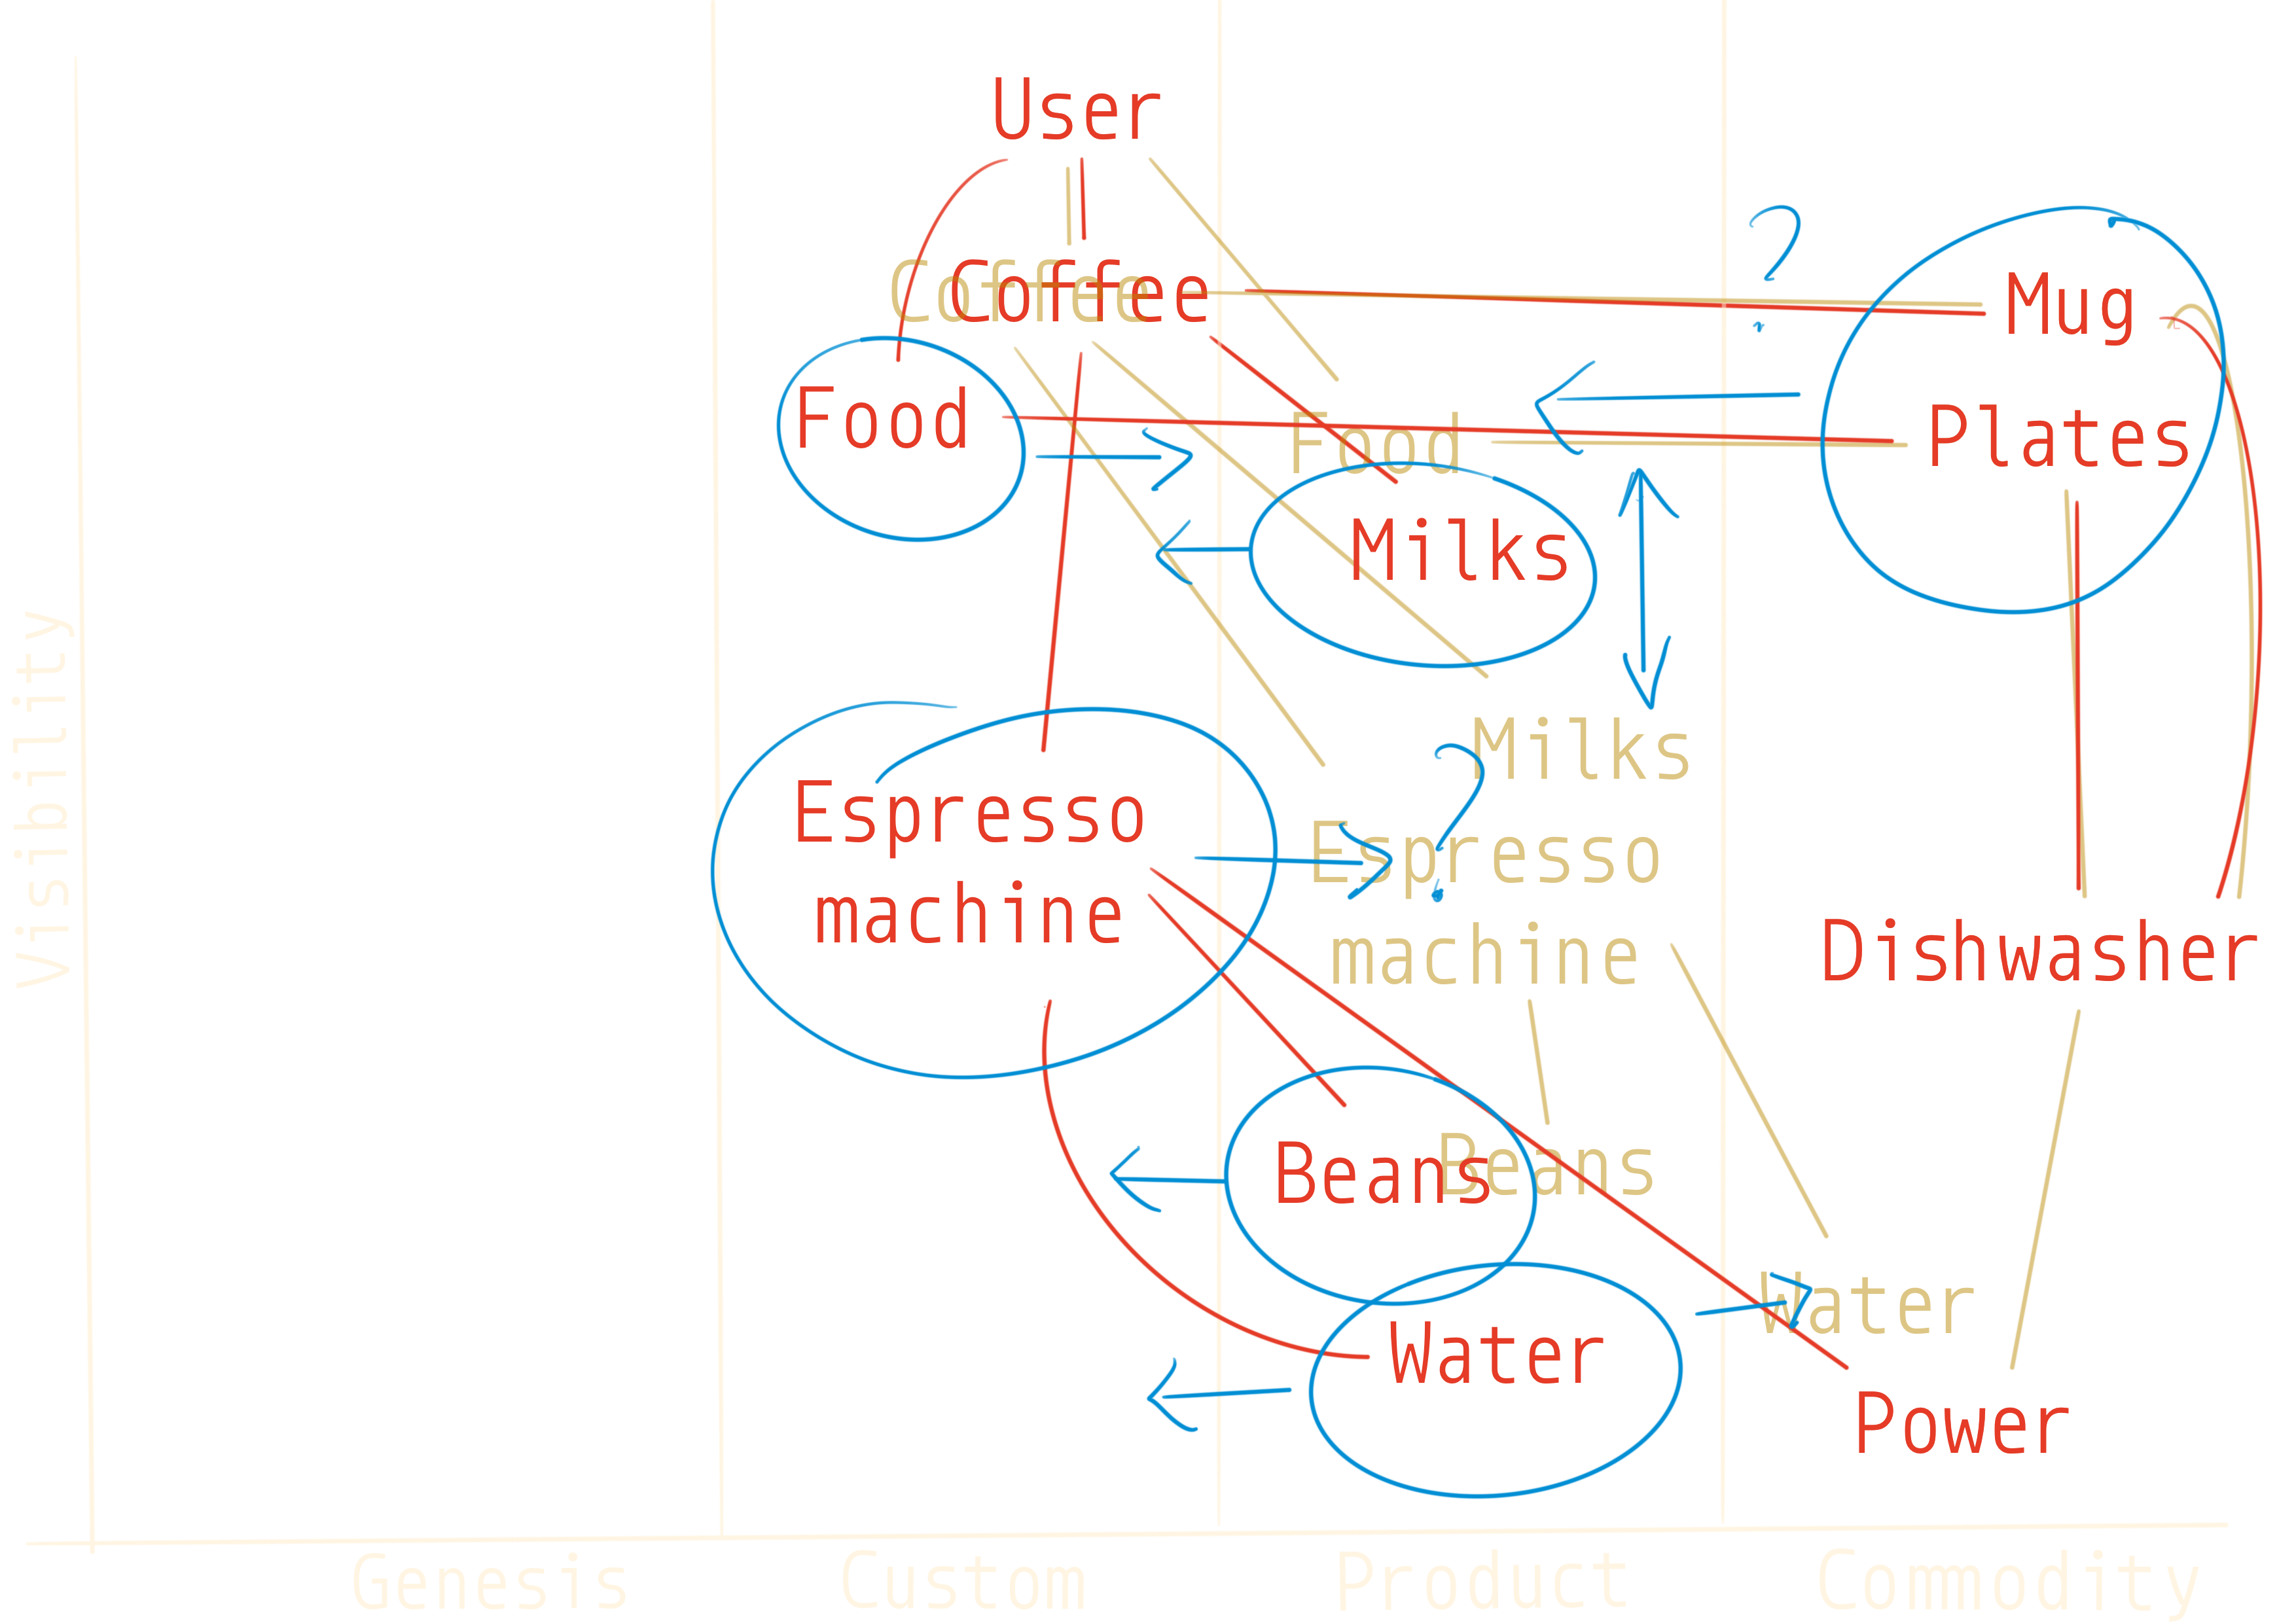 User
Coffee
Coffee
?
Mug
Food
Food
Plates
Milks
Milks
Visibility
Espresso
machine
Espresso
machine
?
Dishwasher
Beans
Beans
Water
Water
Power
Genesis
Custom
Product
Commodity